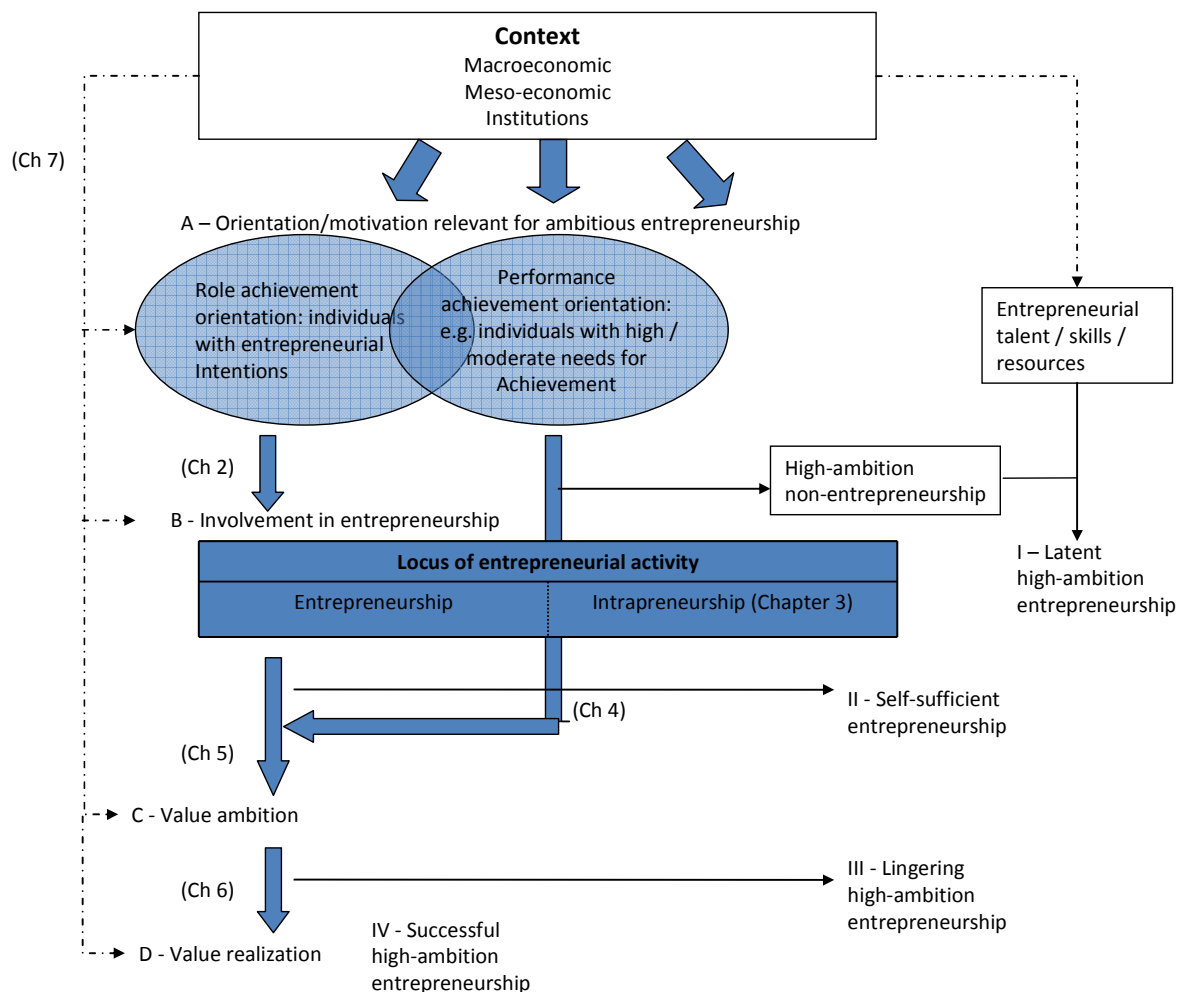 Context
Macroeconomic
Meso-economic
Institutions
(Ch 7)
A – Orientation/motivation relevant for ambitious entrepreneurship
Role achievement
orientation: individuals
with entrepreneurial
Intentions
Performance
achievement orientation:
e.g. individuals with high /
moderate needs for
Achievement
Entrepreneurial
talent / skills /
resources
(Ch 2)
High-ambition
non-entrepreneurship
B - Involvement in entrepreneurship
Locus of entrepreneurial activity
Entrepreneurship
Intrapreneurship (Chapter 3)
I – Latent
high-ambition
entrepreneurship
(Ch 4)
II - Self-sufficient
entrepreneurship
(Ch 5)
C - Value ambition
(Ch 6)
III - Lingering
high-ambition
entrepreneurship
D - Value realization
IV - Successful
high-ambition
entrepreneurship